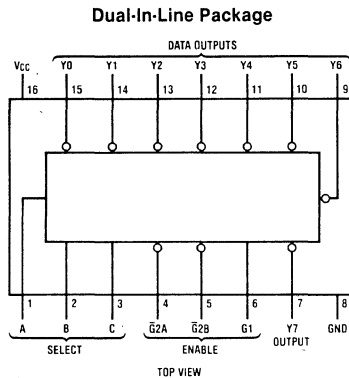 Dual-In-Line Package
DATA OUTPUTS
VCC Y0 Y1 Y2 Y3 Y4 Y5 Y6
16 15 14 13 12 11 10 9
1 2 3 4 5 6 7 8
A B C G̅2A G̅2B G1 Y7 GND
SELECT ENABLE OUTPUT
TOP VIEW